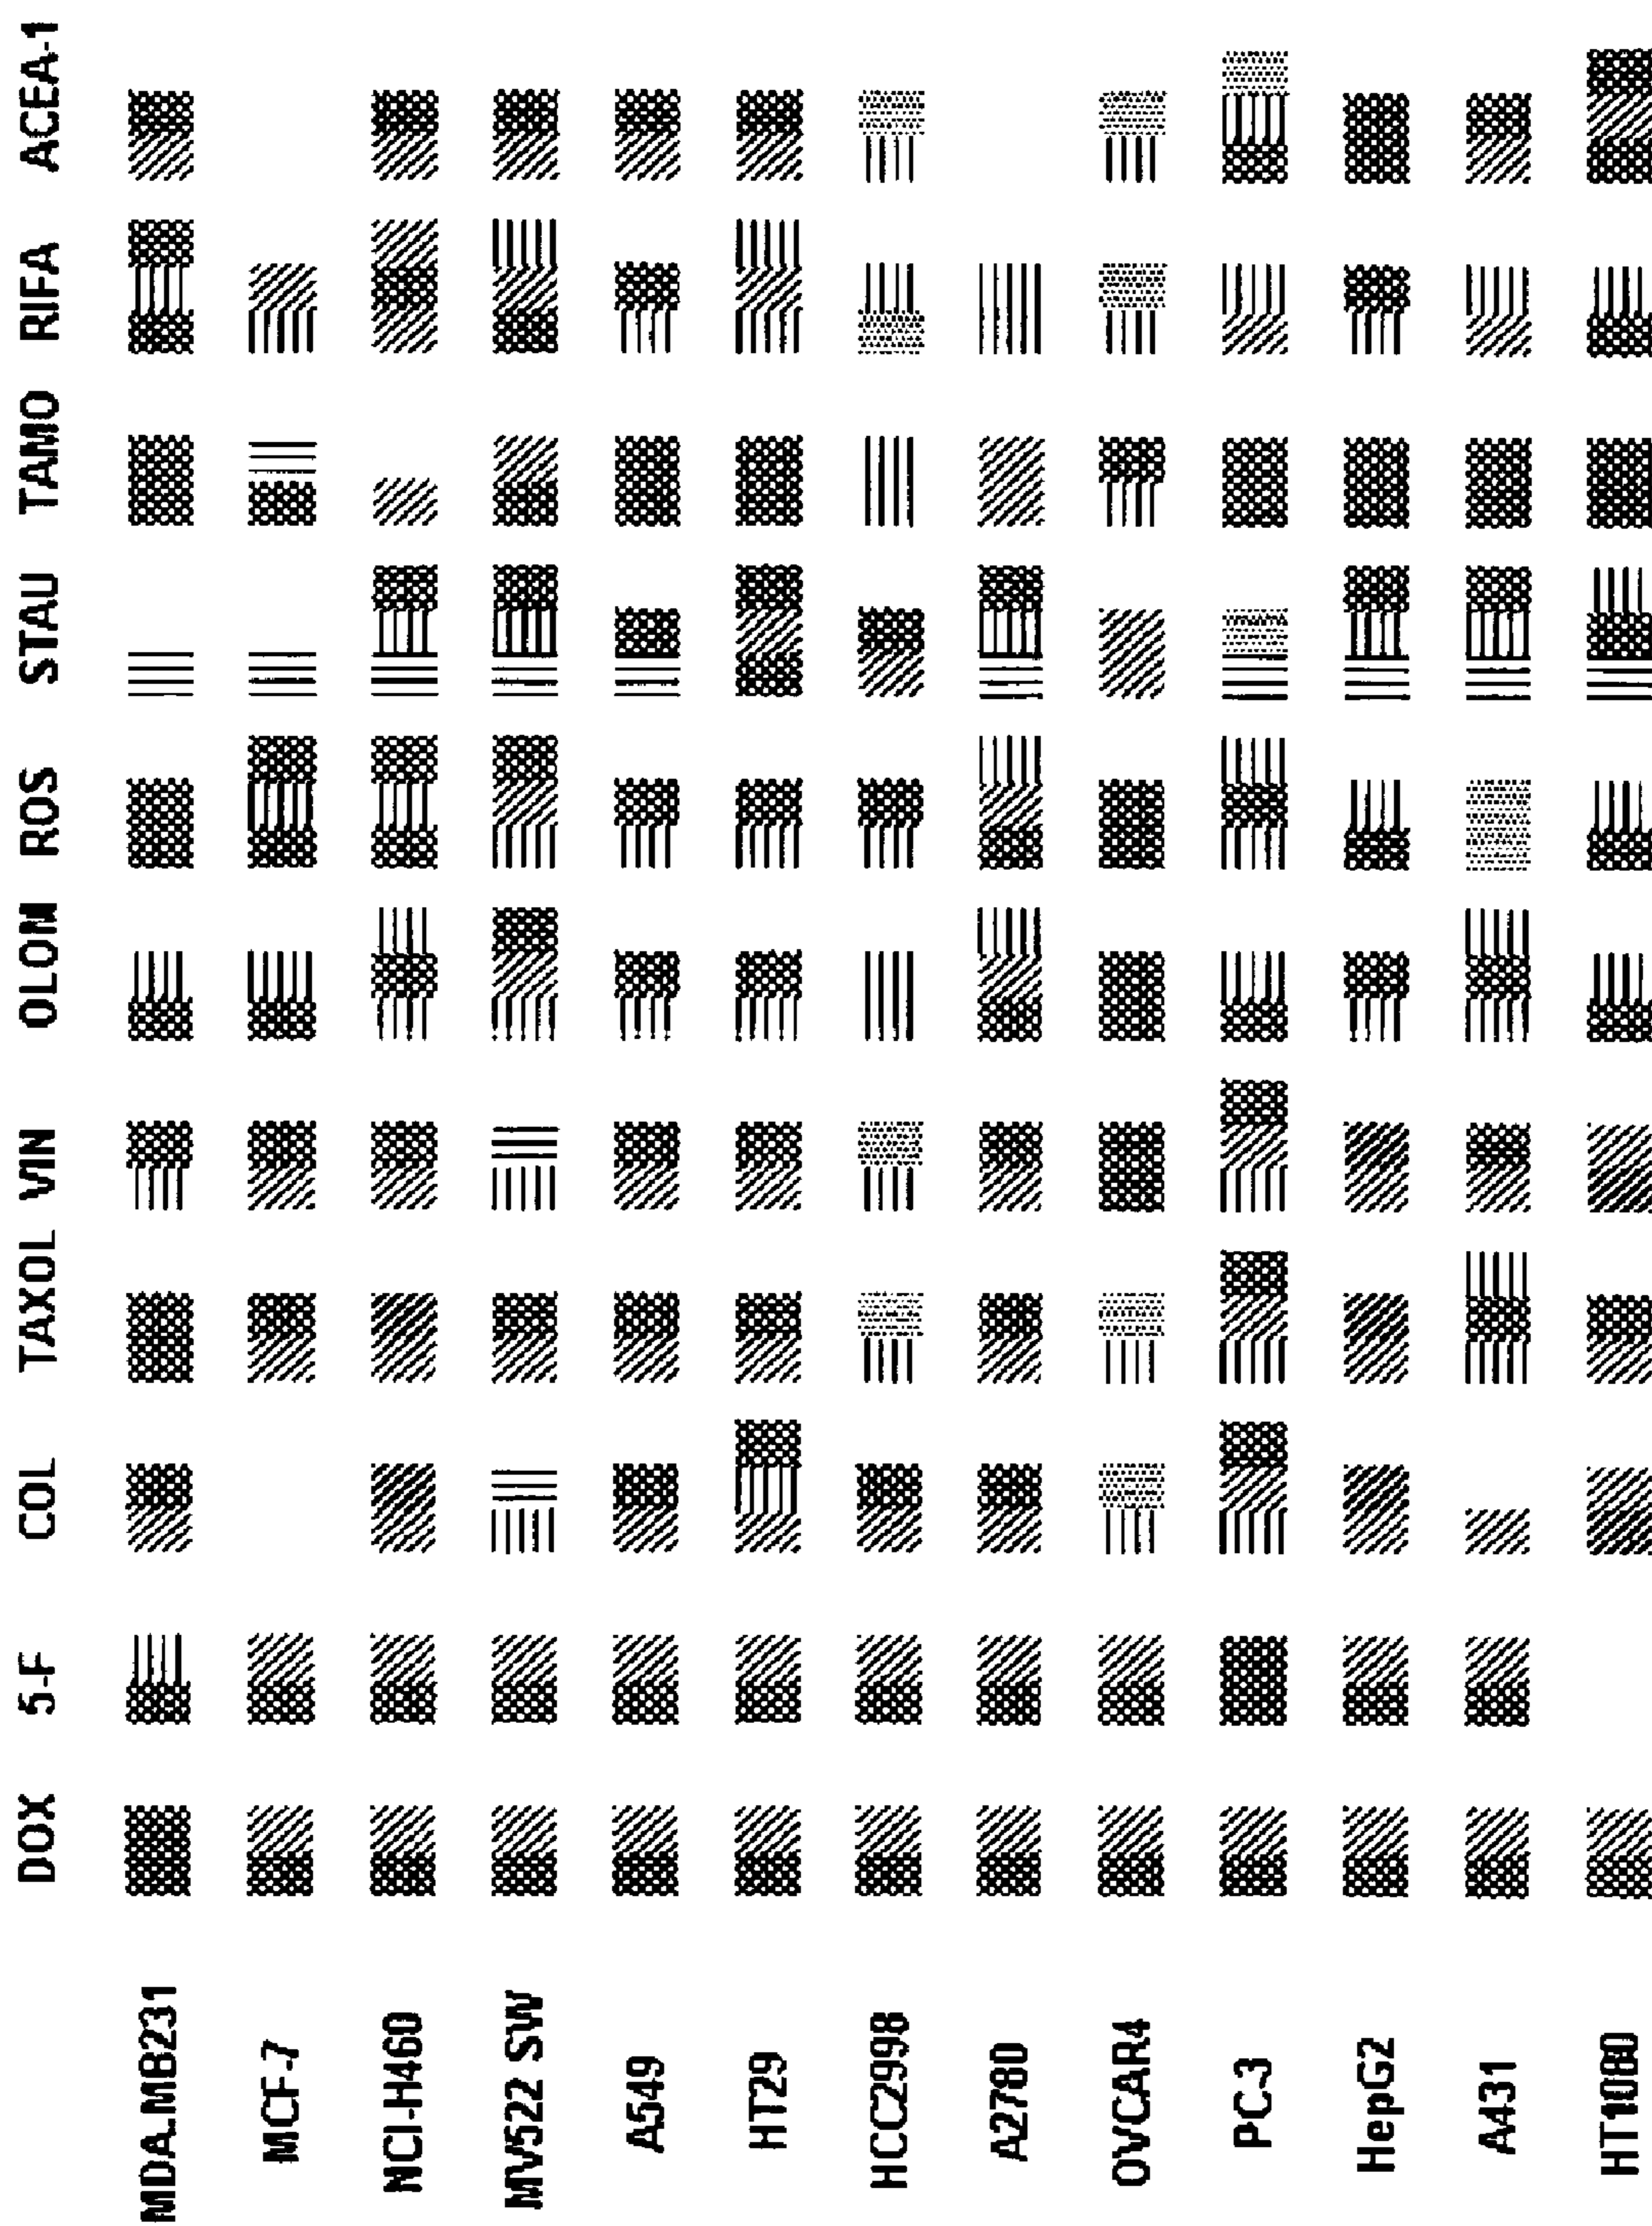 DOX 5-F COL TAXOL VIN OLOM ROS STAU TAMO RIFA ACEA-1
MDA.MB231
MCF-7
NCI-H460
MV522 SW
A549
HT29
HCC2998
A2780
OVCAR4
PC-3
HepG2
A431
HT1080